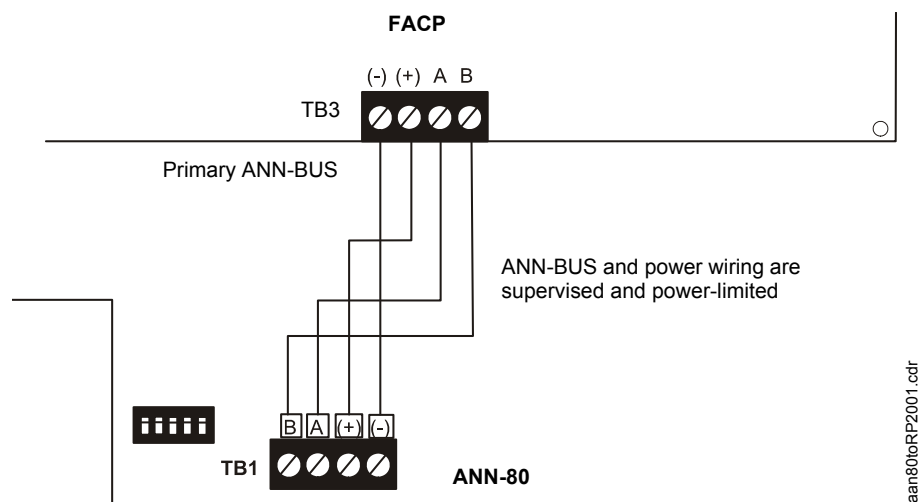 FACP
(-) (+) A B
TB3
Primary ANN-BUS
ANN-BUS and power wiring are
supervised and power-limited
B A (+) (-)
TB1
ANN-80
aan80toRP2001.cdr